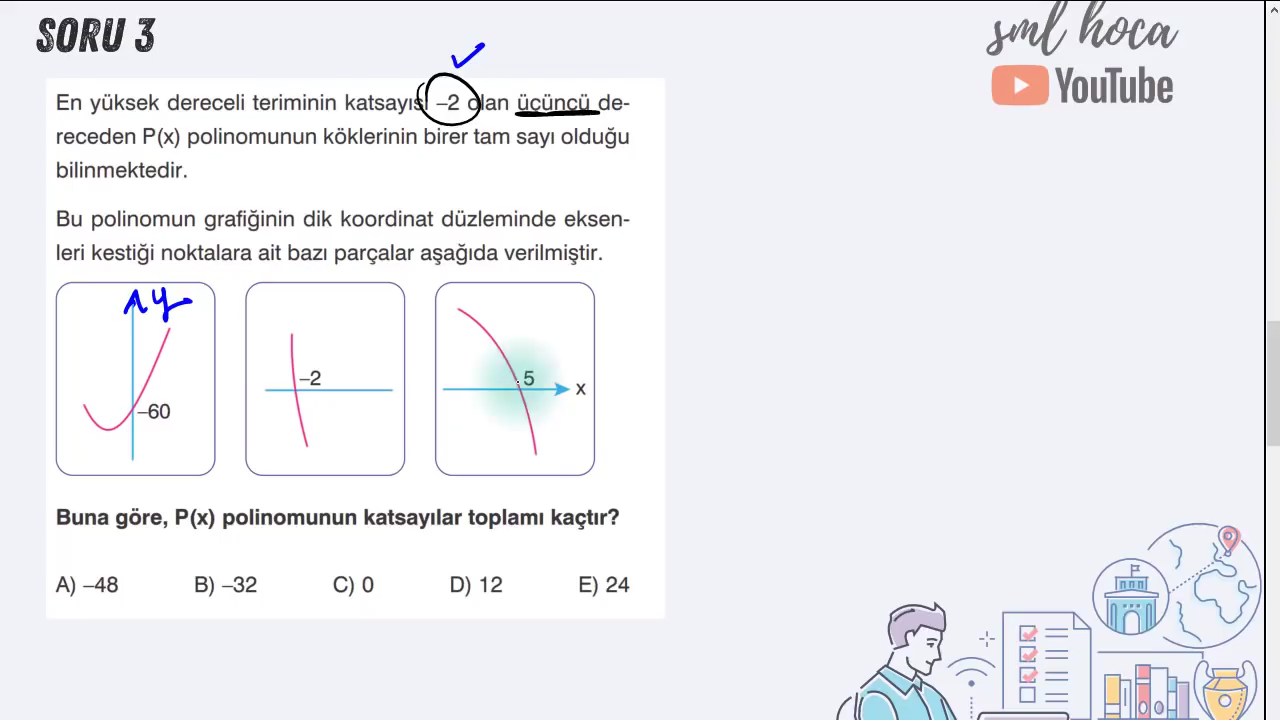 SORU 3
sml hoca
YouTube
En yüksek dereceli teriminin katsayısı –2 olan üçüncü de-
receden P(x) polinomunun köklerinin birer tam sayı olduğu
bilinmektedir.
Bu polinomun grafiğinin dik koordinat düzleminde eksen-
leri kestiği noktalara ait bazı parçalar aşağıda verilmiştir.
y
–60
–2
5
x
Buna göre, P(x) polinomunun katsayılar toplamı kaçtır?
A) –48 B) –32 C) 0 D) 12 E) 24